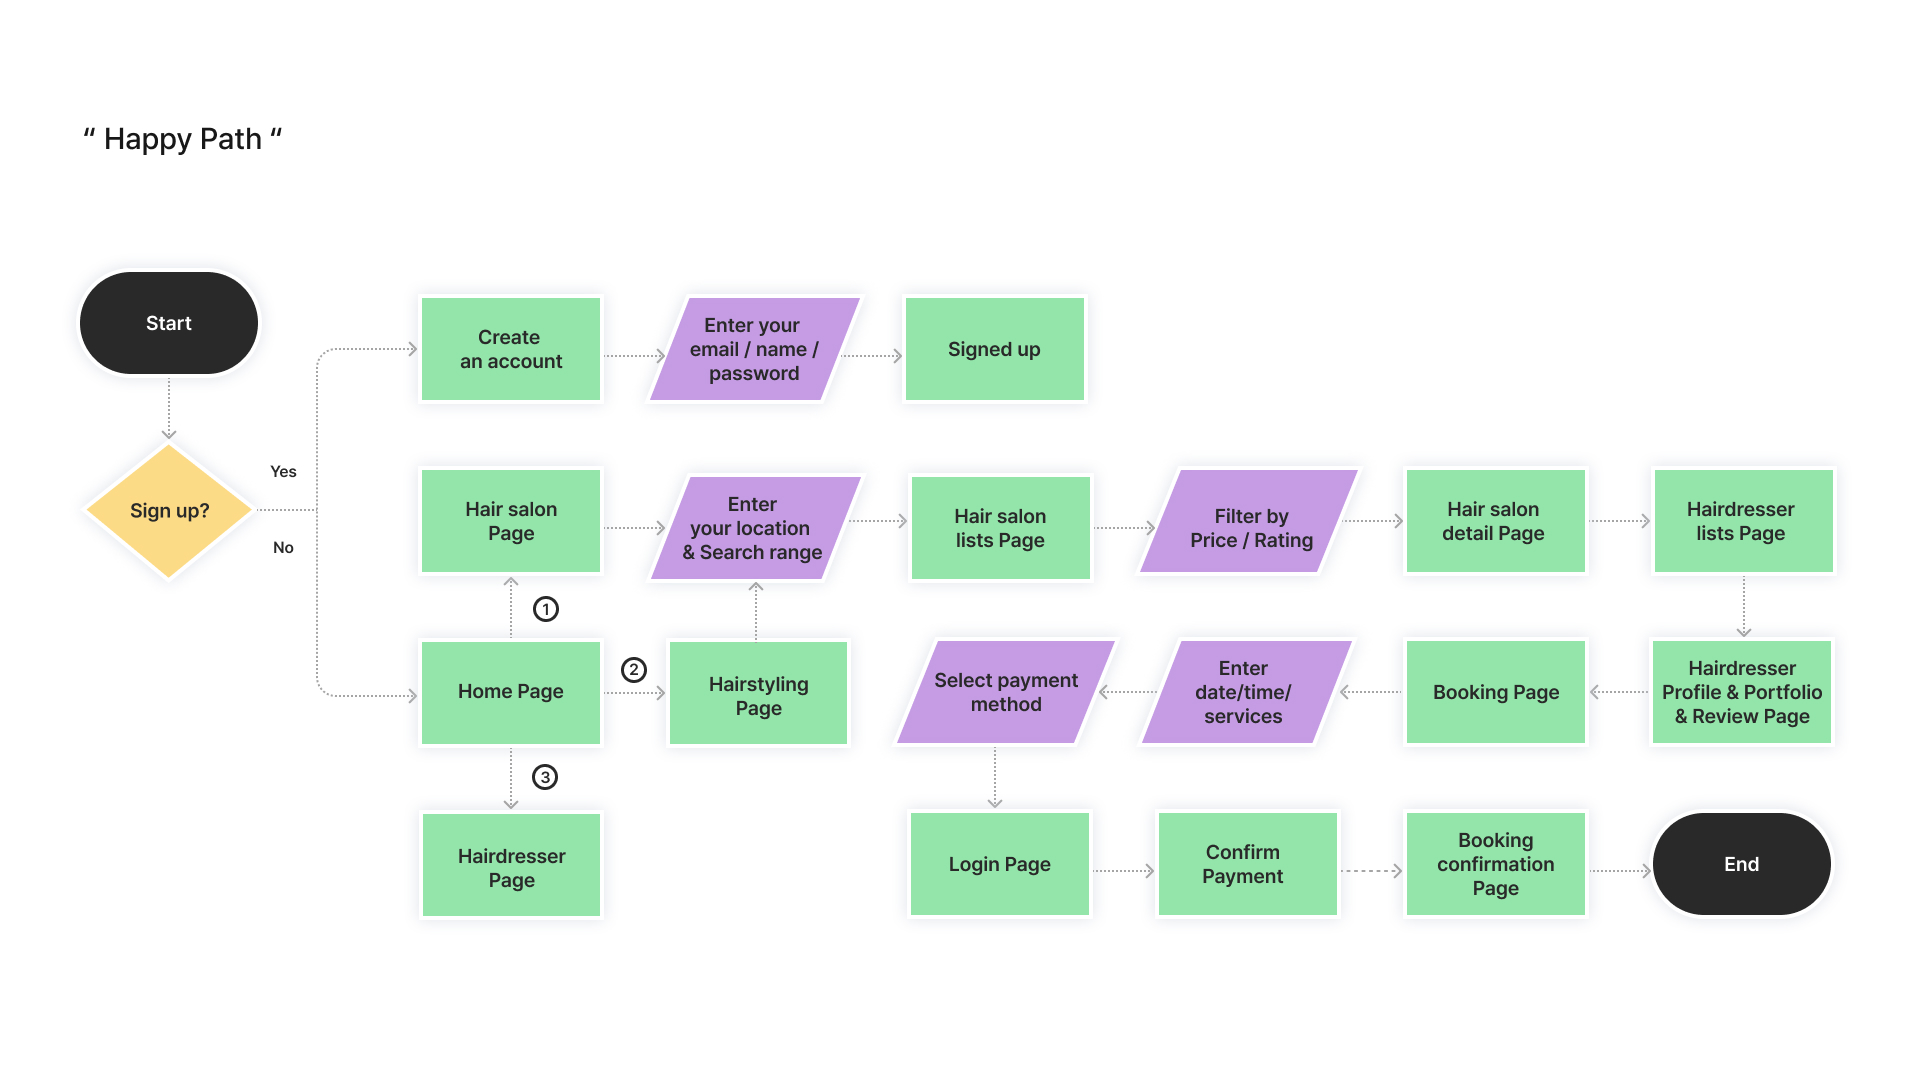 “ Happy Path “
Start
Sign up?
Yes
No
Create
an account
Enter your
email / name /
password
Signed up
Hair salon
Page
Enter
your location
& Search range
Hair salon
lists Page
Filter by
Price / Rating
Hair salon
detail Page
Hairdresser
lists Page
1
Home Page
2
Hairstyling
Page
Select payment
method
Enter
date/time/
services
Booking Page
Hairdresser
Profile & Portfolio
& Review Page
3
Hairdresser
Page
Login Page
Confirm
Payment
Booking
confirmation
Page
End